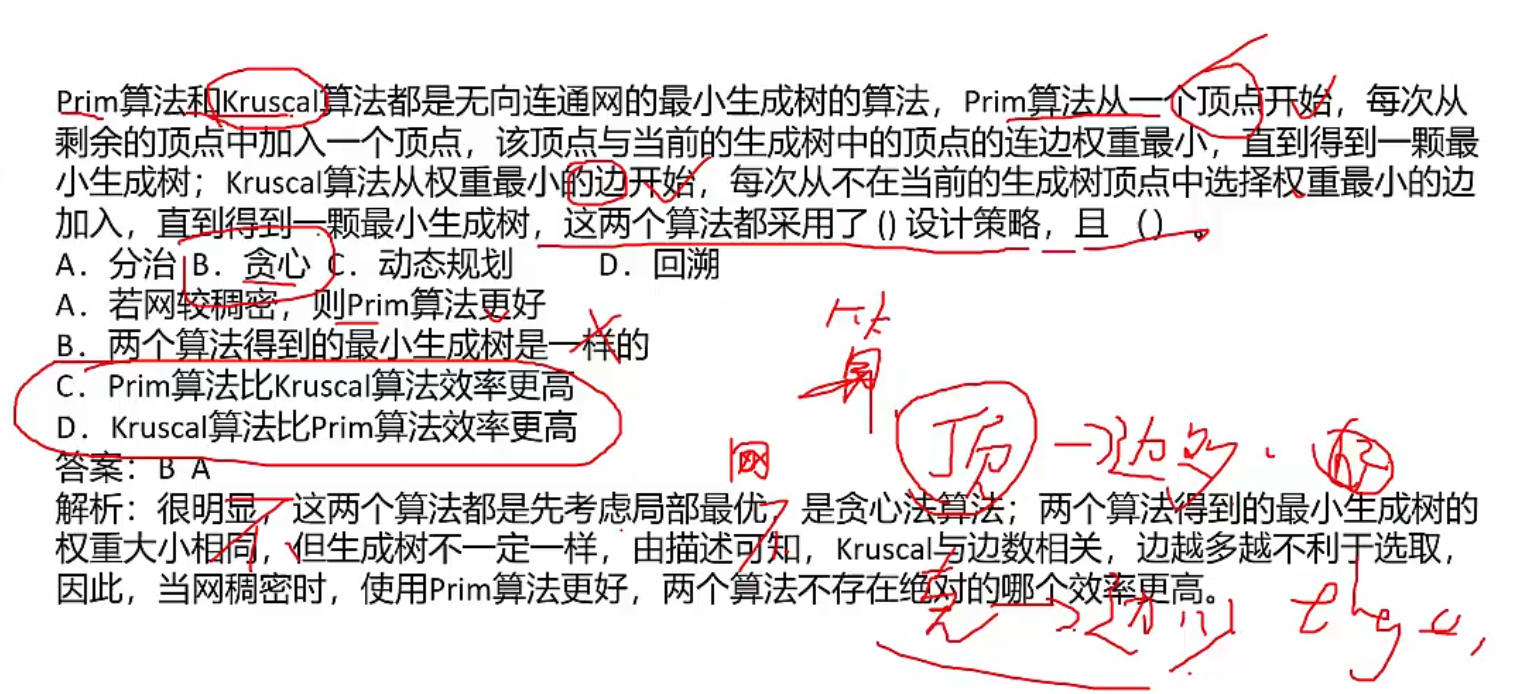 Prim算法和Kruscal算法都是无向连通网的最小生成树的算法，Prim算法从一个顶点开始，每次从
剩余的顶点中加入一个顶点，该顶点与当前的生成树中的顶点的连边权重最小，直到得到一颗最
小生成树；Kruscal算法从权重最小的边开始，每次从不在当前的生成树顶点中选择权重最小的边
加入，直到得到一颗最小生成树，这两个算法都采用了 () 设计策略，且 （）。
A．分治 B．贪心 C．动态规划 D．回溯
A．若网较稠密，则Prim算法更好
B．两个算法得到的最小生成树是一样的
C．Prim算法比Kruscal算法效率更高
D．Kruscal算法比Prim算法效率更高
答案：B A
解析：很明显，这两个算法都是先考虑局部最优，是贪心法算法；两个算法得到的最小生成树的
权重大小相同，但生成树不一定一样，由描述可知，Kruscal与边数相关，边越多越不利于选取，
因此，当网稠密时，使用Prim算法更好，两个算法不存在绝对的哪个效率更高。
网
顶 边多